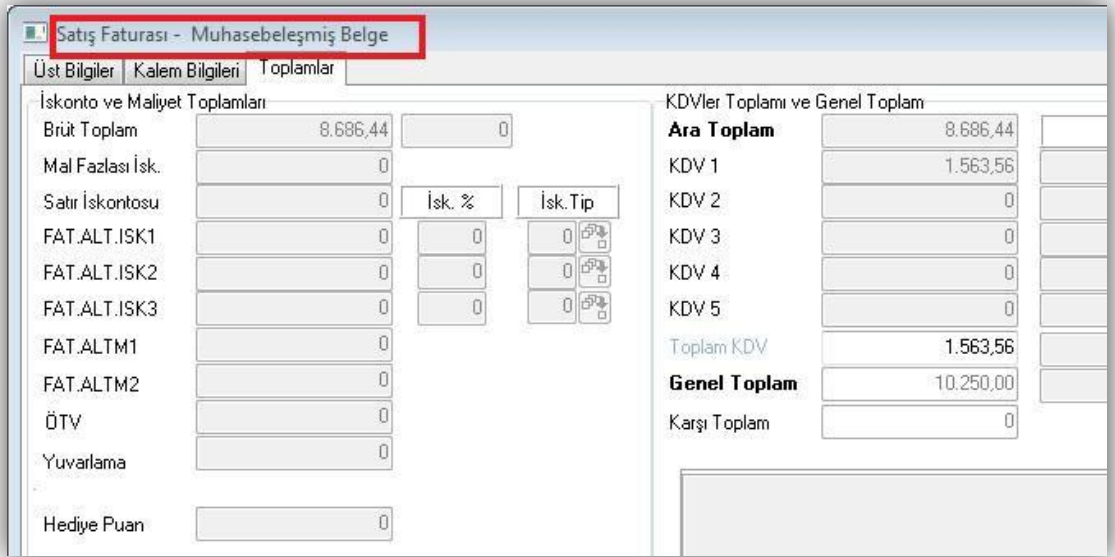 Satış Faturası - Muhasebeleşmiş Belge
Üst Bilgiler Kalem Bilgileri Toplamlar
İskonto ve Maliyet Toplamları
Brüt Toplam 8.686,44 0
Mal Fazlası İsk. 0
Satır İskontosu 0 İsk. % İsk.Tip
FAT.ALT.ISK1 0 0 0
FAT.ALT.ISK2 0 0 0
FAT.ALT.ISK3 0 0 0
FAT.ALTM1 0
FAT.ALTM2 0
ÖTV 0
Yuvarlama 0
Hediye Puan 0
KDVler Toplamı ve Genel Toplam
Ara Toplam 8.686,44
KDV 1 1.563,56
KDV 2 0
KDV 3 0
KDV 4 0
KDV 5 0
Toplam KDV 1.563,56
Genel Toplam 10.250,00
Karşı Toplam 0